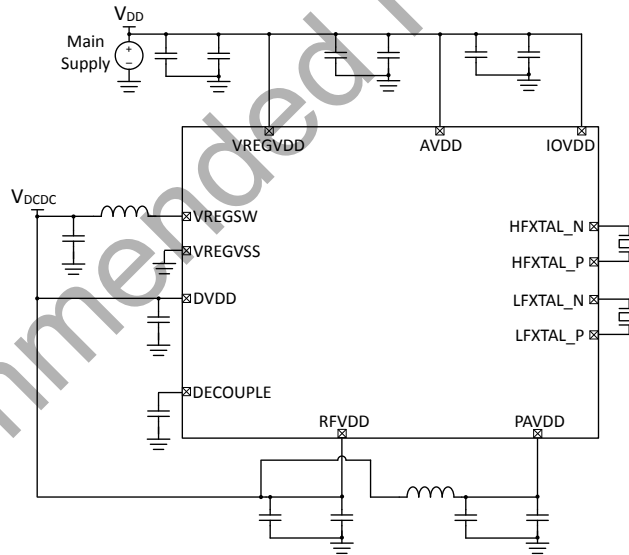 VDD
Main
Supply
VREGVDD
AVDD
IOVDD
VDCDC
VREGSW
HFXTAL_N
VREGVSS
HFXTAL_P
LFXTAL_N
DVDD
LFXTAL_P
DECOUPLE
RFVDD
PAVDD